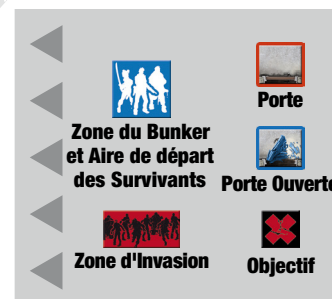 Zone du Bunker
et Aire de départ
des Survivants
Zone d'Invasion
Porte
Porte Ouverte
Objectif